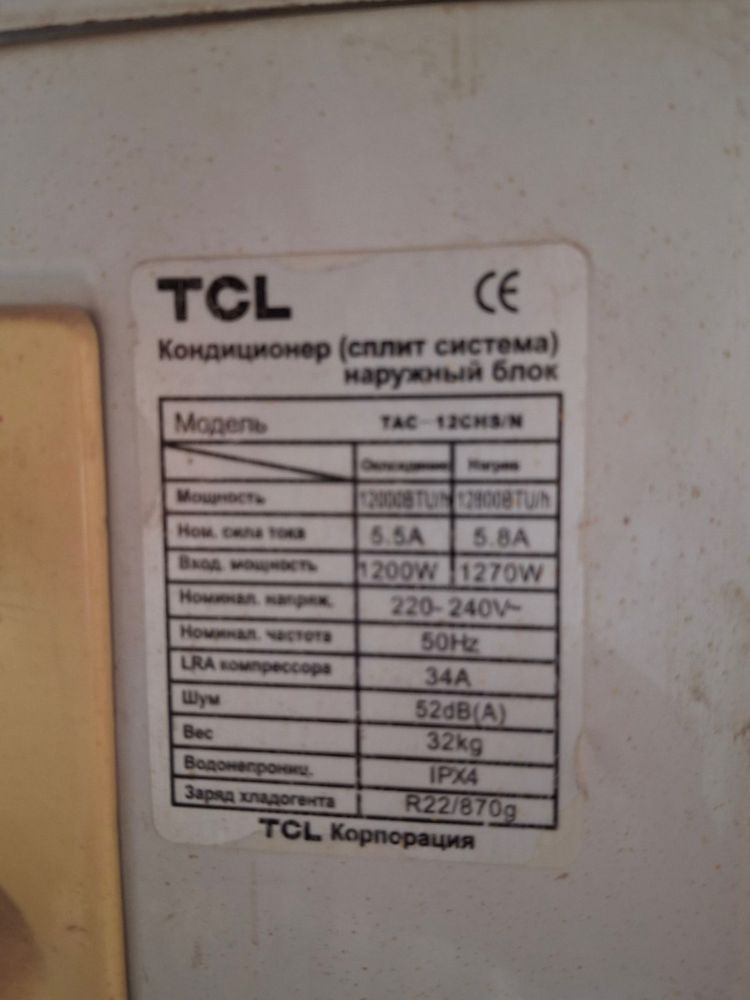 TCL CE
Кондиционер (сплит система)
наружный блок
Модель TAC-12CHS/N
Охлаждение Нагрев
Мощность 12000BTU/h 12800BTU/h
Ном. сила тока 5.5A 5.8A
Вход. мощность 1200W 1270W
Номинал. напряж. 220-240V~
Номинал. частота 50Hz
LRA компрессора 34A
Шум 52dB(A)
Вес 32kg
Водонепрониц. IPX4
Заряд хладогента R22/870g
TCL Корпорация